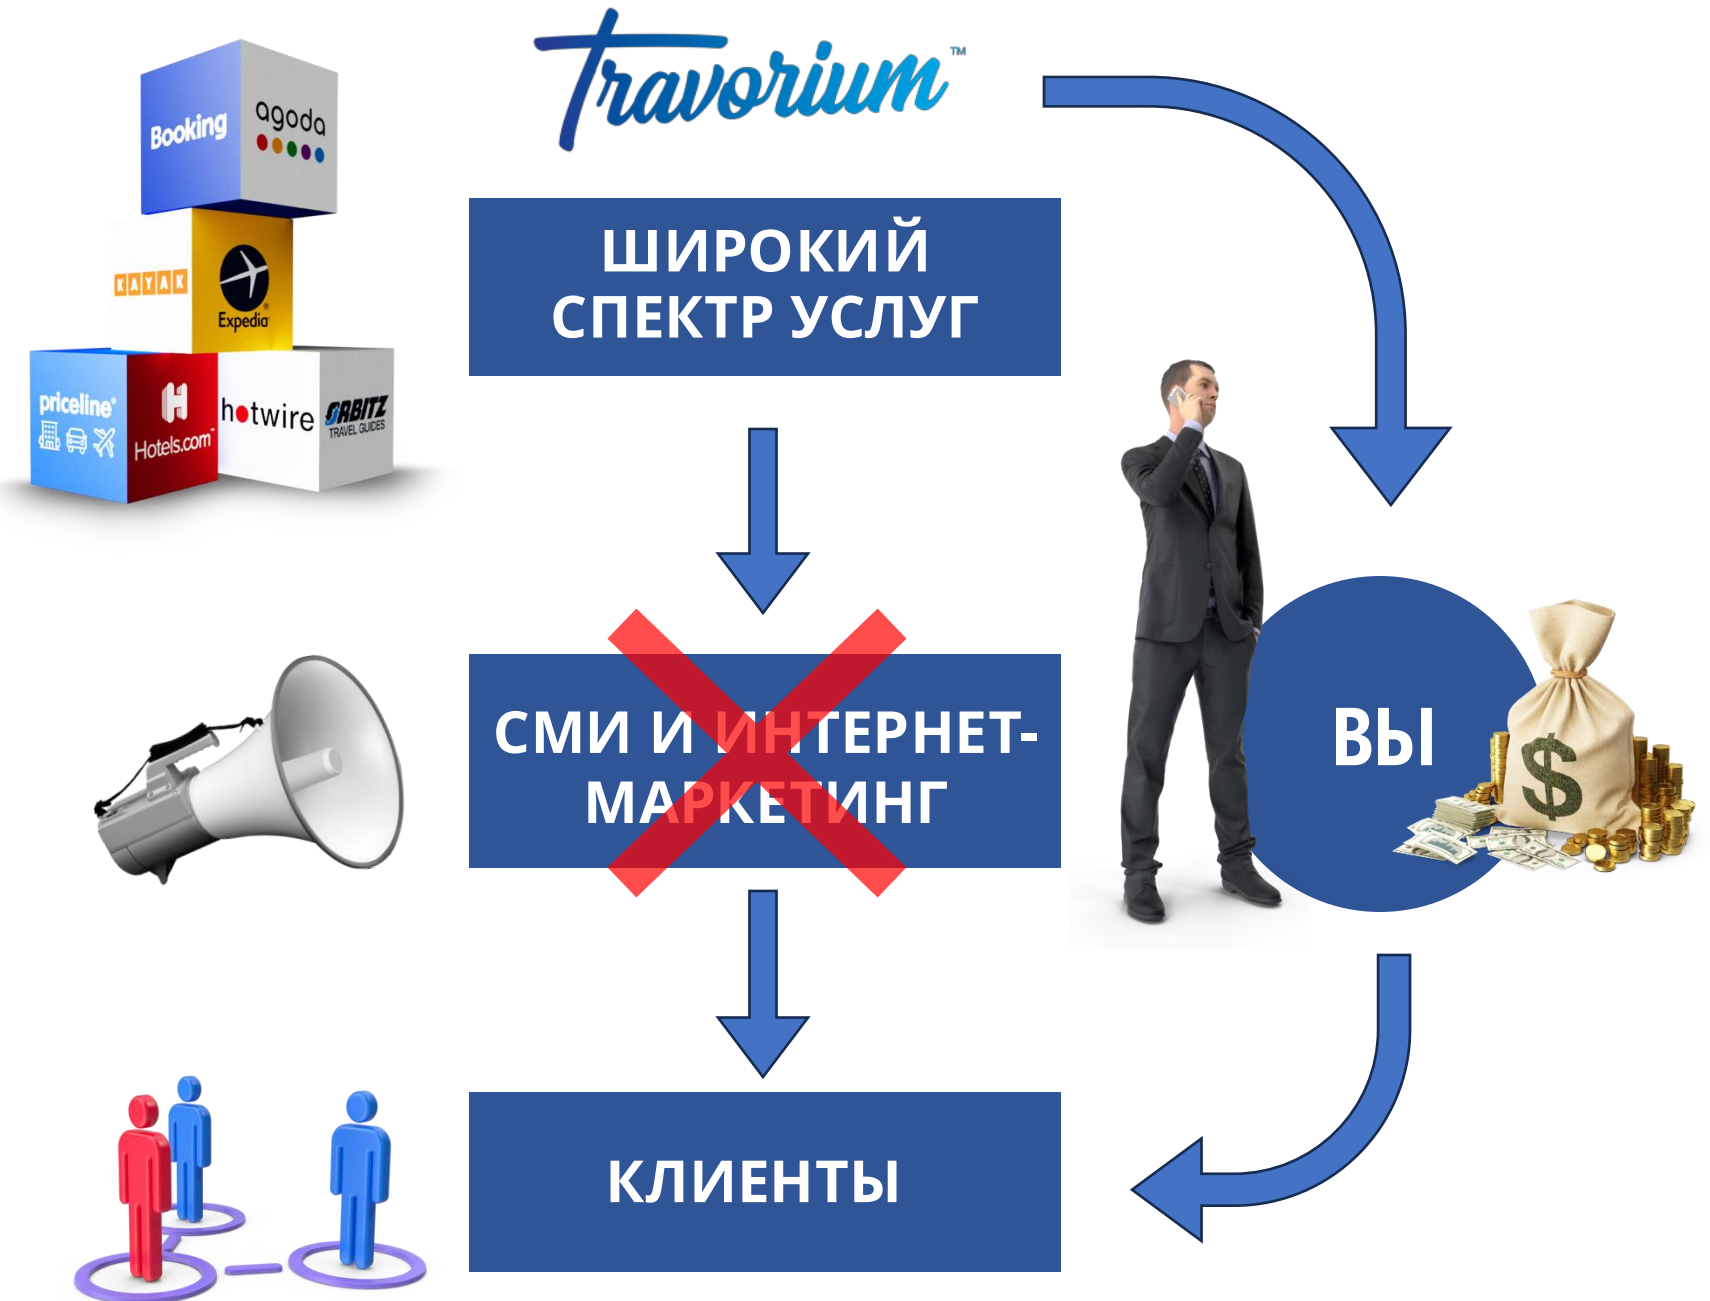 Travorium™
Booking
agoda
KAYAK
Expedia®
priceline®
Hotels.com™
hotwire
ORBITZ
TRAVEL GUIDES
ШИРОКИЙ
СПЕКТР УСЛУГ
СМИ И ИНТЕРНЕТ-
МАРКЕТИНГ
ВЫ
$
КЛИЕНТЫ